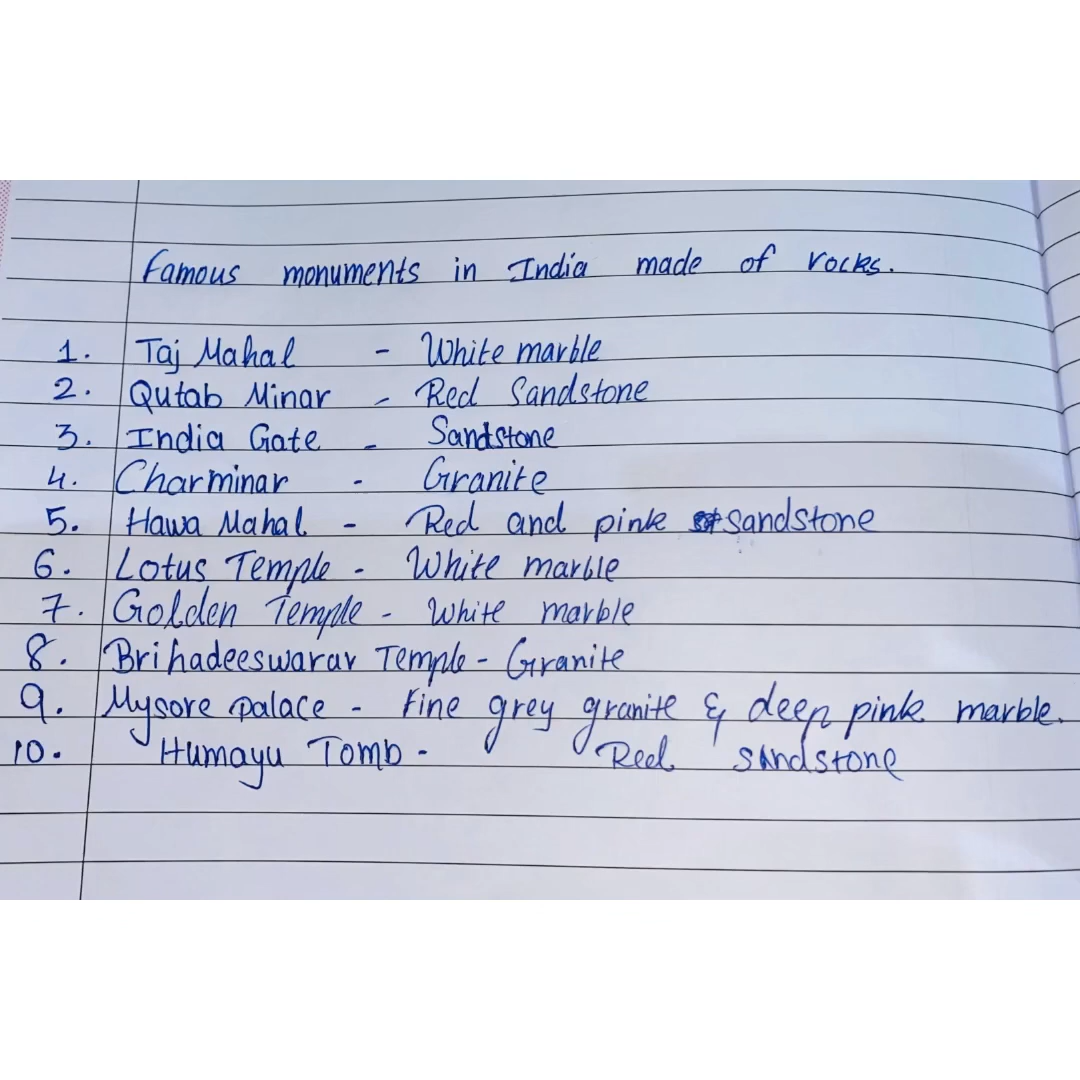 Famous monuments in India made of rocks.
1. Taj Mahal - White marble
2. Qutab Minar - Red Sandstone
3. India Gate - Sandstone
4. Charminar - Granite
5. Hawa Mahal - Red and pink Sandstone
6. Lotus Temple - White marble
7. Golden Temple - White marble
8. Brihadeeswarar Temple - Granite
9. Mysore palace - Fine grey granite & deep pink marble.
10. Humayu Tomb - Red sandstone